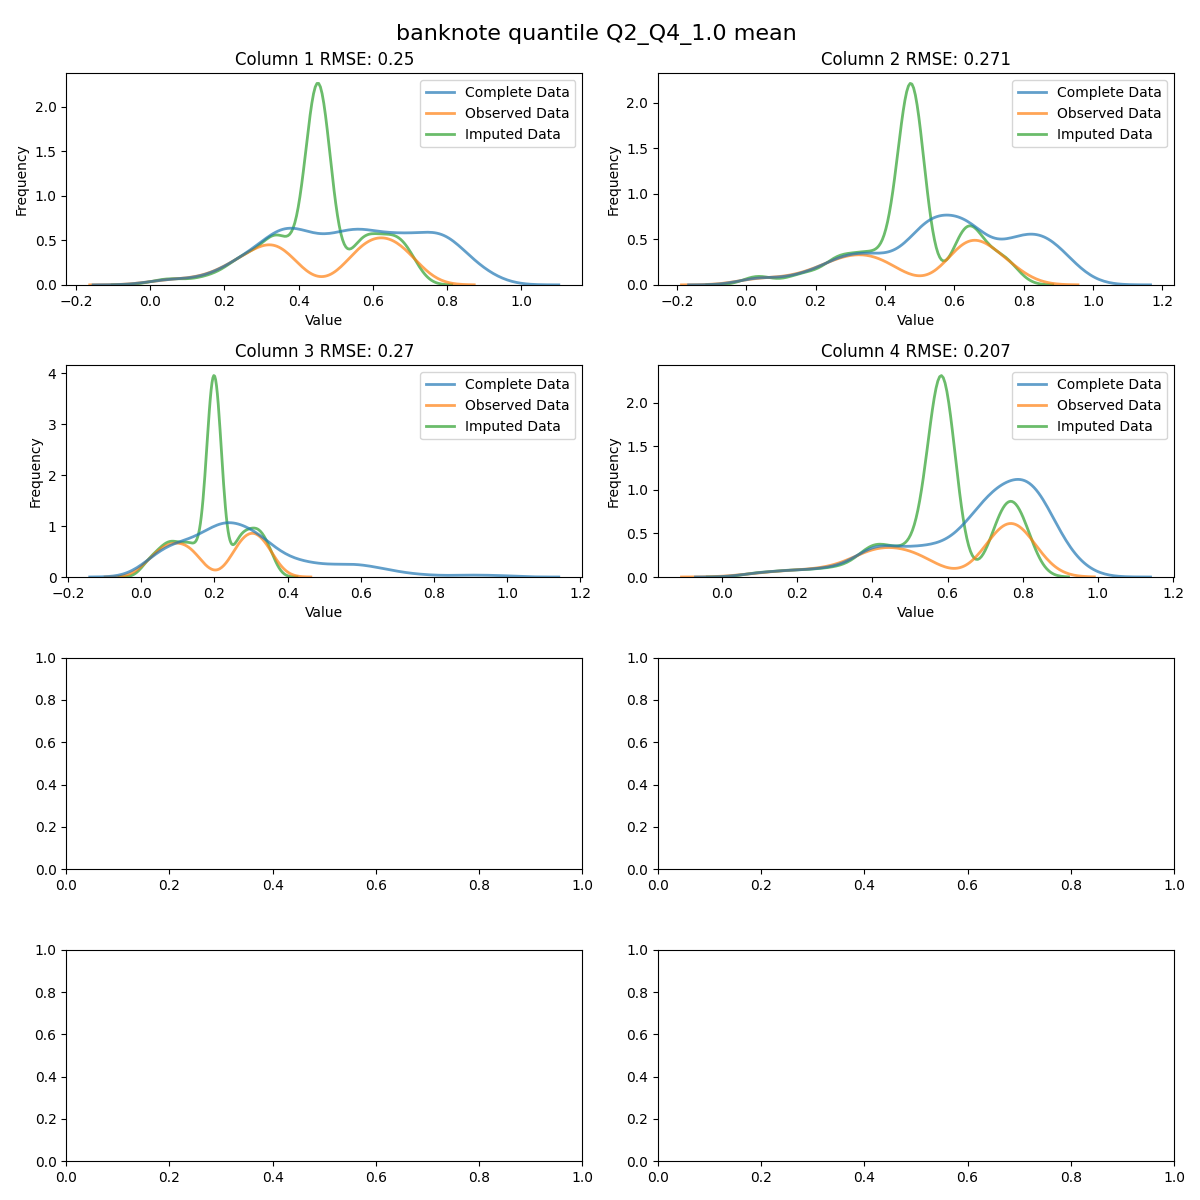 banknote quantile Q2_Q4_1.0 mean
Column 1 RMSE: 0.25
Frequency
2.0
1.5
1.0
0.5
0.0
Complete Data
Observed Data
Imputed Data
−0.2 0.0 0.2 0.4 0.6 0.8 1.0
Value
Column 2 RMSE: 0.271
Frequency
2.0
1.5
1.0
0.5
0.0
Complete Data
Observed Data
Imputed Data
−0.2 0.0 0.2 0.4 0.6 0.8 1.0 1.2
Value
Column 3 RMSE: 0.27
Frequency
4
3
2
1
0
Complete Data
Observed Data
Imputed Data
−0.2 0.0 0.2 0.4 0.6 0.8 1.0 1.2
Value
Column 4 RMSE: 0.207
Frequency
2.0
1.5
1.0
0.5
0.0
Complete Data
Observed Data
Imputed Data
0.0 0.2 0.4 0.6 0.8 1.0 1.2
Value
1.0
0.8
0.6
0.4
0.2
0.0
0.0 0.2 0.4 0.6 0.8 1.0
1.0
0.8
0.6
0.4
0.2
0.0
0.0 0.2 0.4 0.6 0.8 1.0
1.0
0.8
0.6
0.4
0.2
0.0
0.0 0.2 0.4 0.6 0.8 1.0
1.0
0.8
0.6
0.4
0.2
0.0
0.0 0.2 0.4 0.6 0.8 1.0